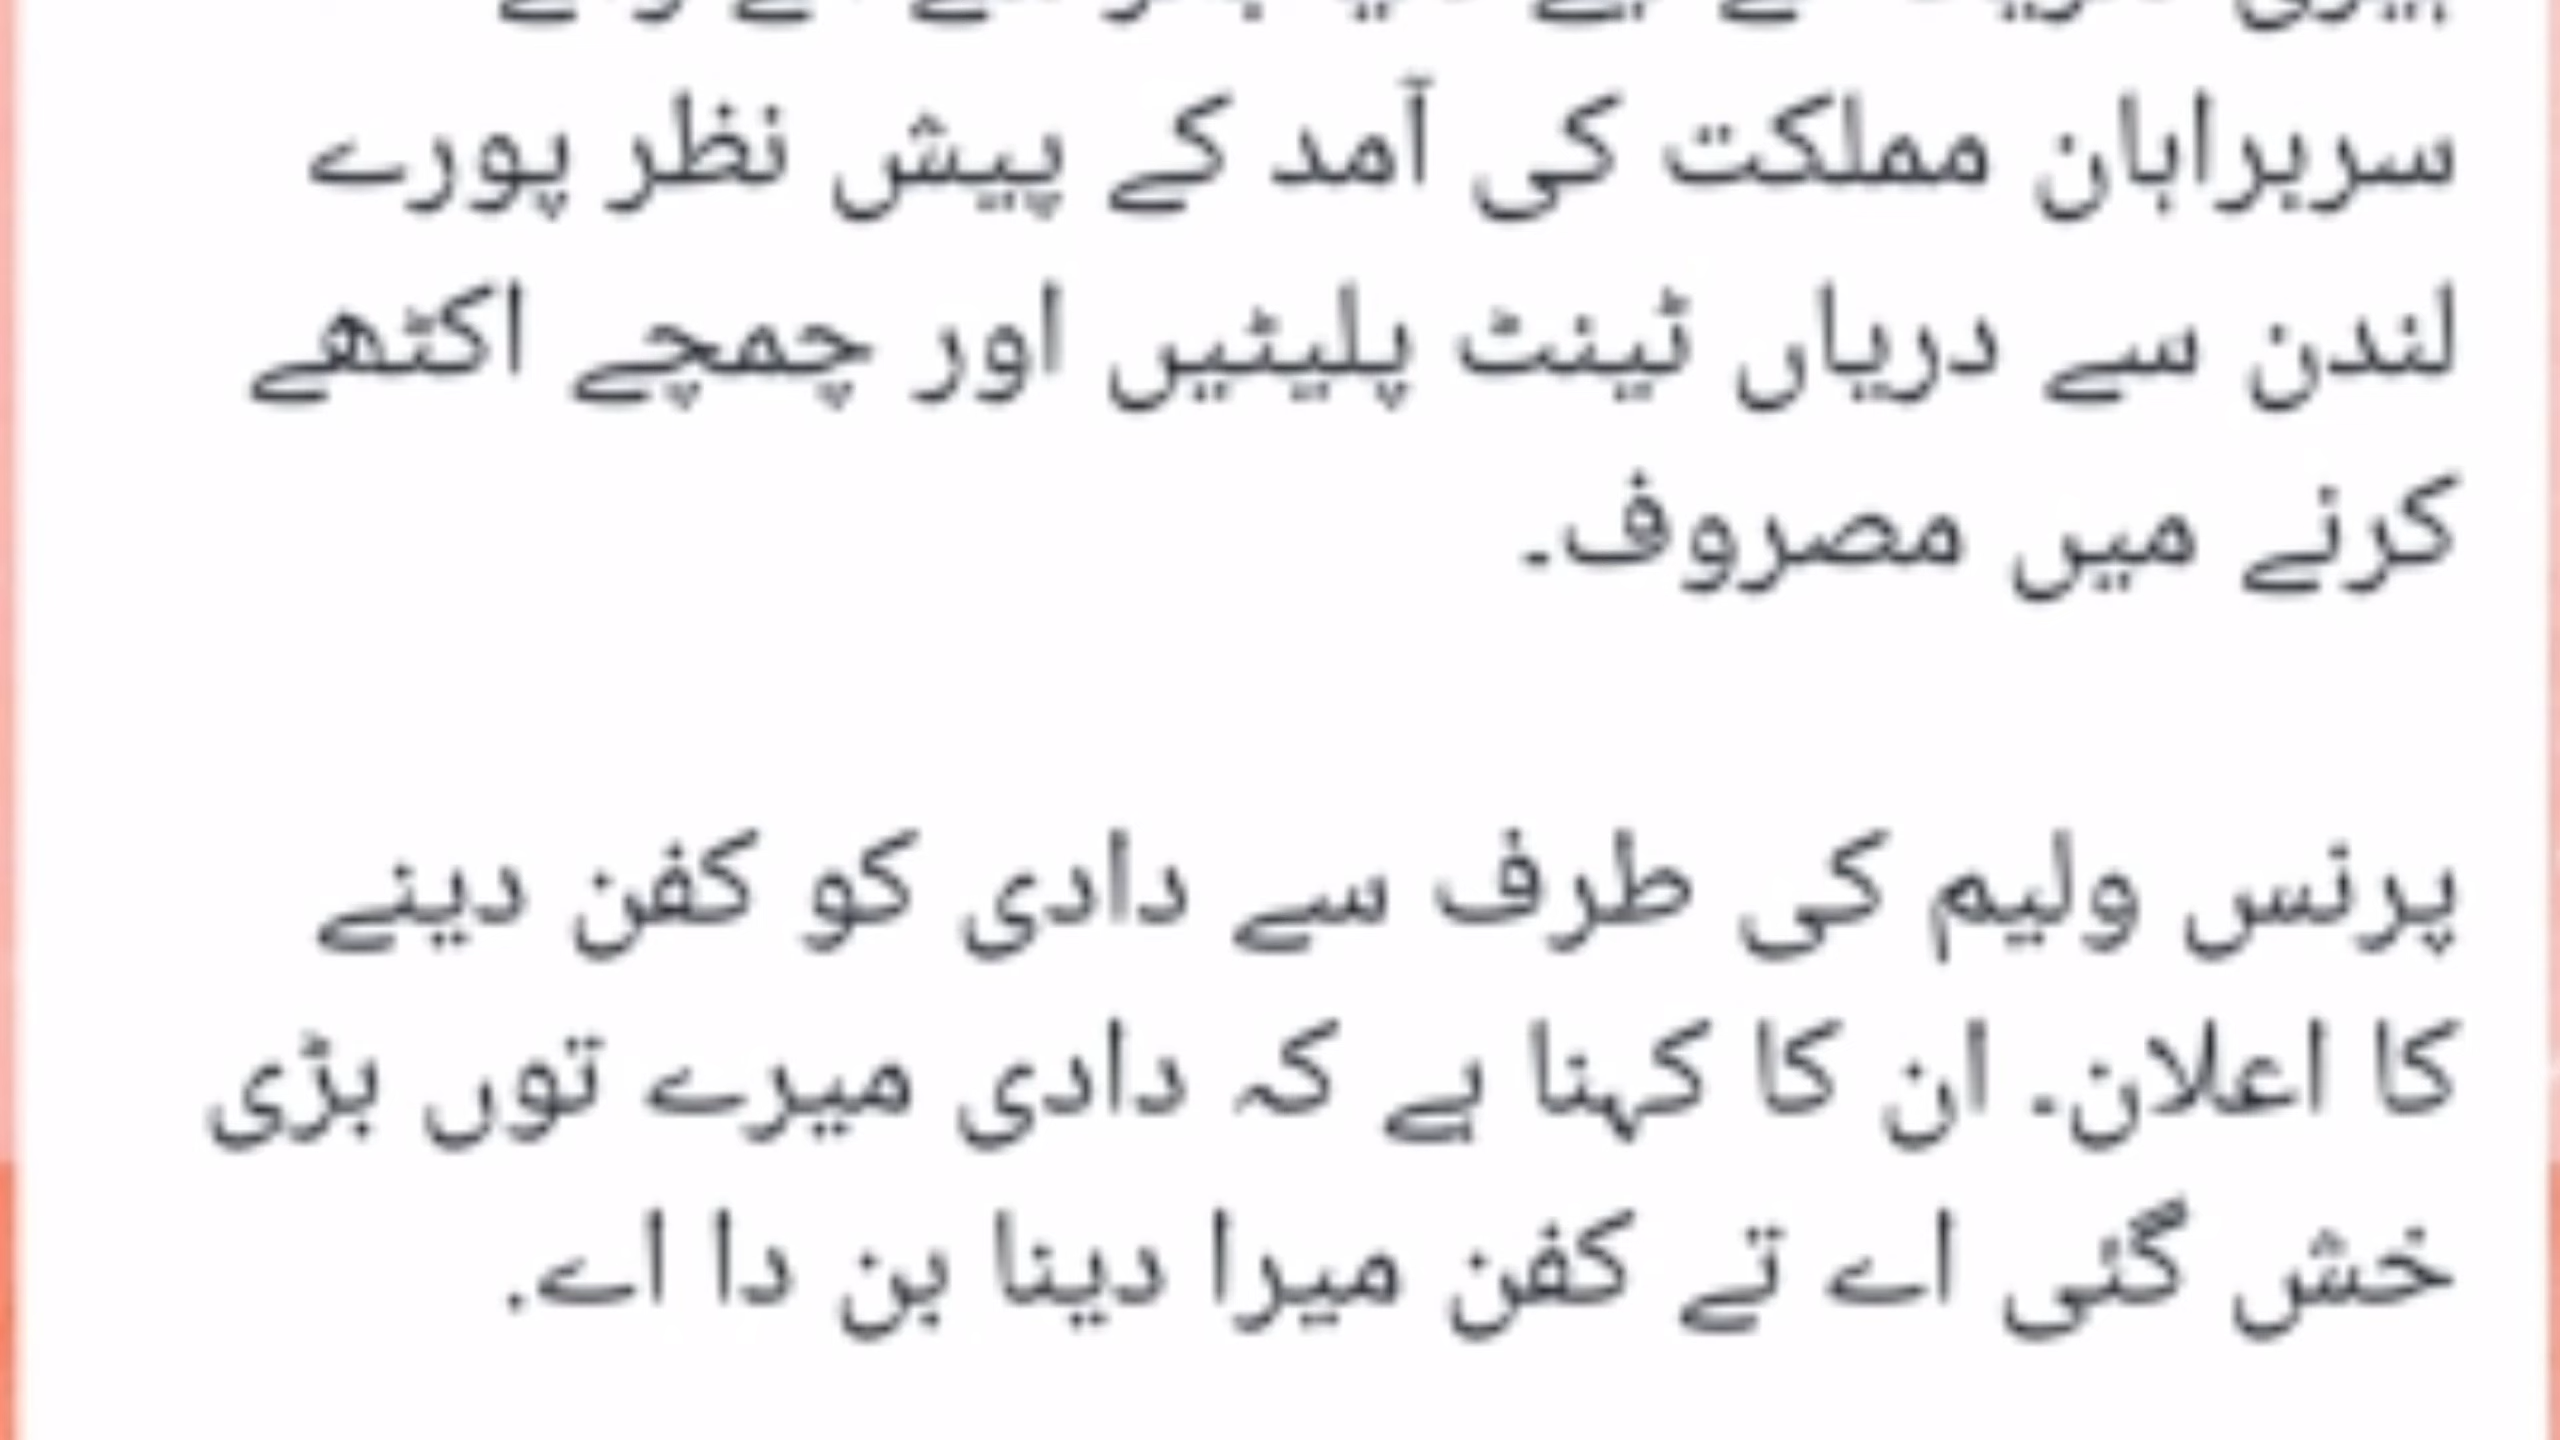 سربراہان مملکت کی آمد کے پیش نظر پورے
لندن سے دریاں ٹینٹ پلیٹیں اور چمچے اکٹھے
کرنے میں مصروف۔
پرنس ولیم کی طرف سے دادی کو کفن دینے
کا اعلان۔ ان کا کہنا ہے کہ دادی میرے توں بڑی
خش گئی اے تے کفن میرا دینا بن دا اے.